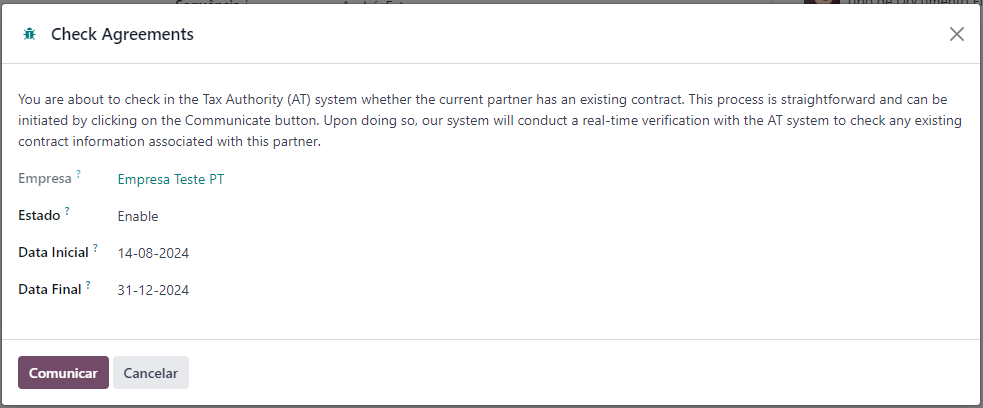 Check Agreements
You are about to check in the Tax Authority (AT) system whether the current partner has an existing contract. This process is straightforward and can be
initiated by clicking on the Communicate button. Upon doing so, our system will conduct a real-time verification with the AT system to check any existing
contract information associated with this partner.
Empresa ? Empresa Teste PT
Estado ? Enable
Data Inicial ? 14-08-2024
Data Final ? 31-12-2024
Comunicar Cancelar